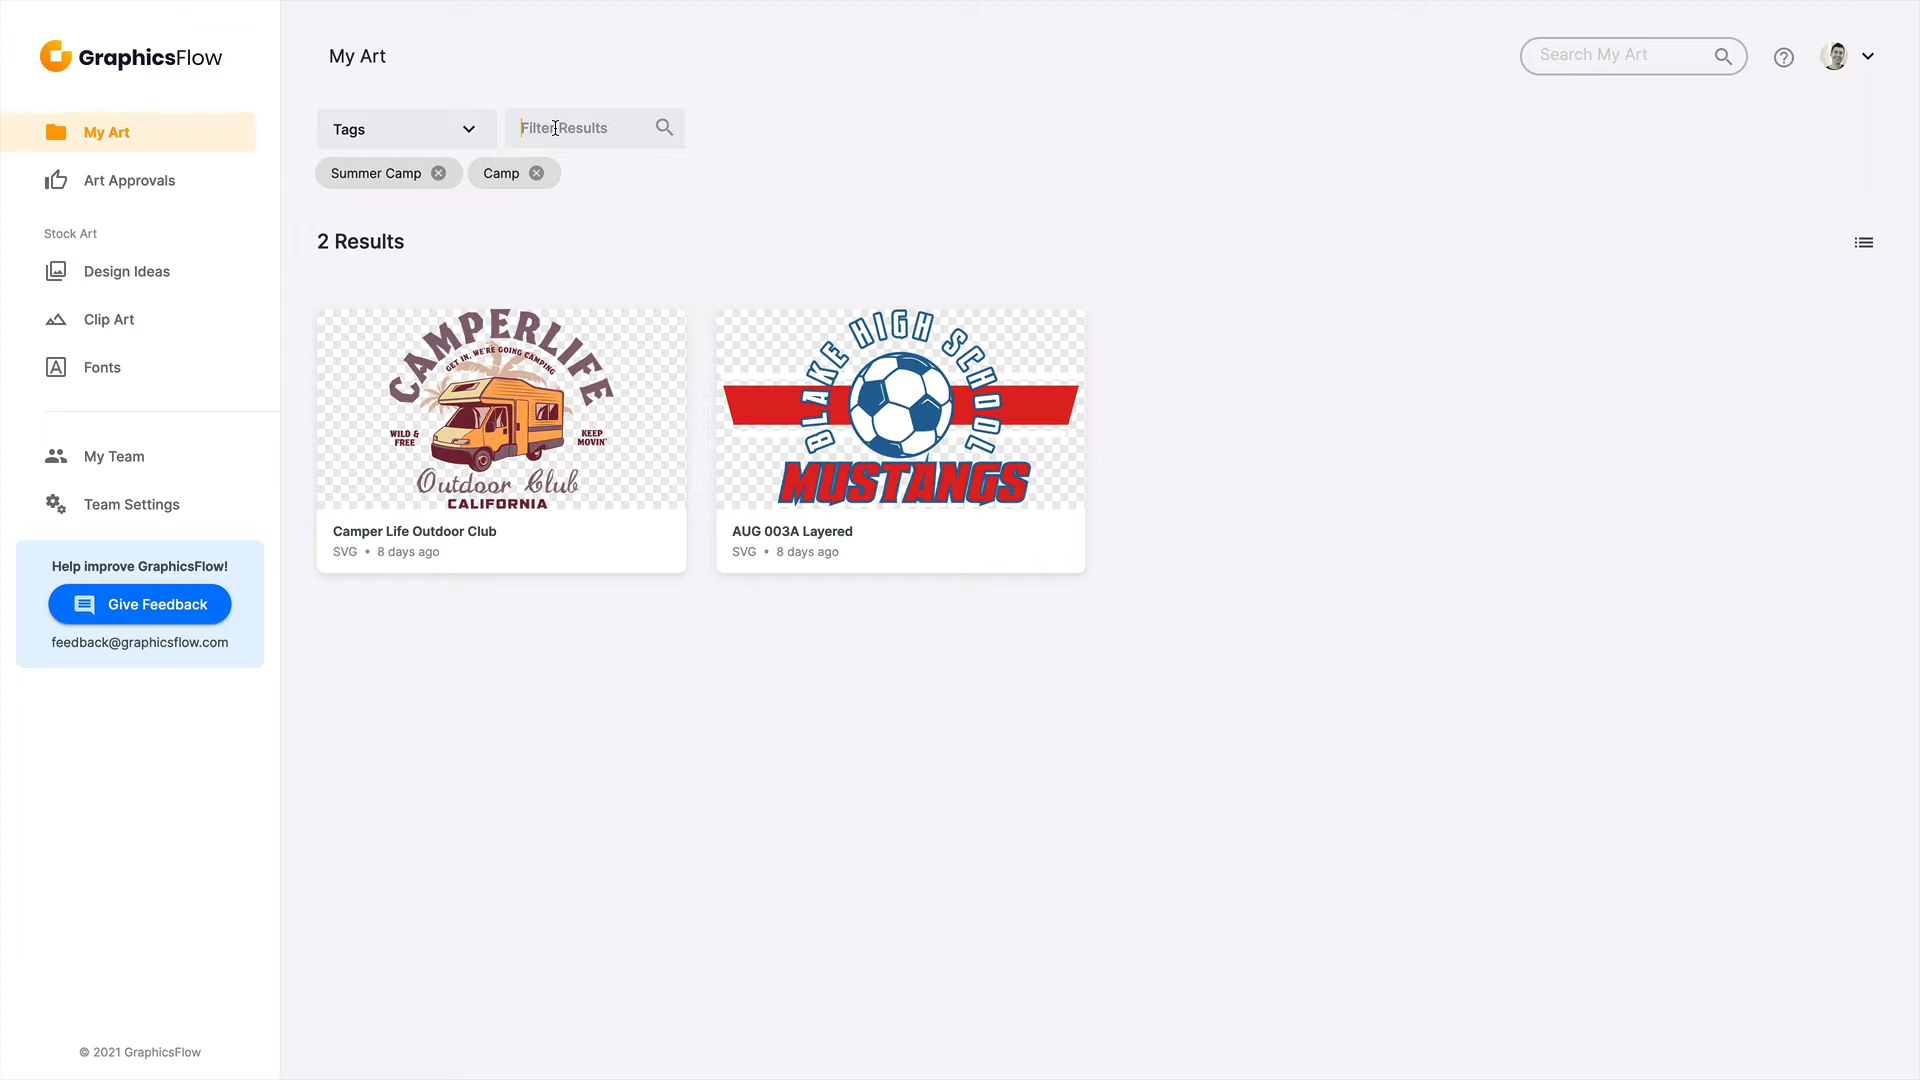 GraphicsFlow
My Art
Search My Art
My Art
Art Approvals
Stock Art
Design Ideas
Clip Art
Fonts
My Team
Team Settings
Help improve GraphicsFlow!
Give Feedback
feedback@graphicsflow.com
© 2021 GraphicsFlow
Tags
Filter Results
Summer Camp
Camp
2 Results
CAMPERLIFE
GET IN, WE'RE GOING CAMPING
WILD &
FREE
KEEP
MOVIN'
Outdoor Club
CALIFORNIA
Camper Life Outdoor Club
SVG • 8 days ago
BLAKE HIGH SCHOOL
MUSTANGS
AUG 003A Layered
SVG • 8 days ago